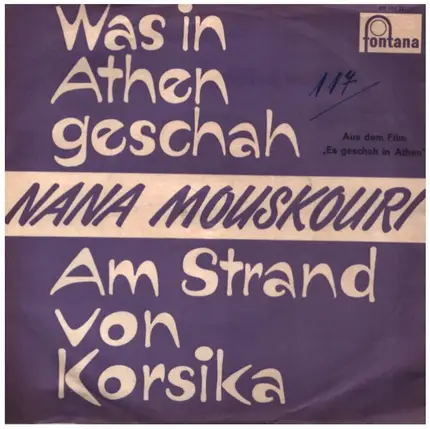 Was in
Athen
geschah
fontana
117
Aus dem Film
„Es geschah in Athen"
NANA MOUSKOURI
Am Strand
von
Korsika